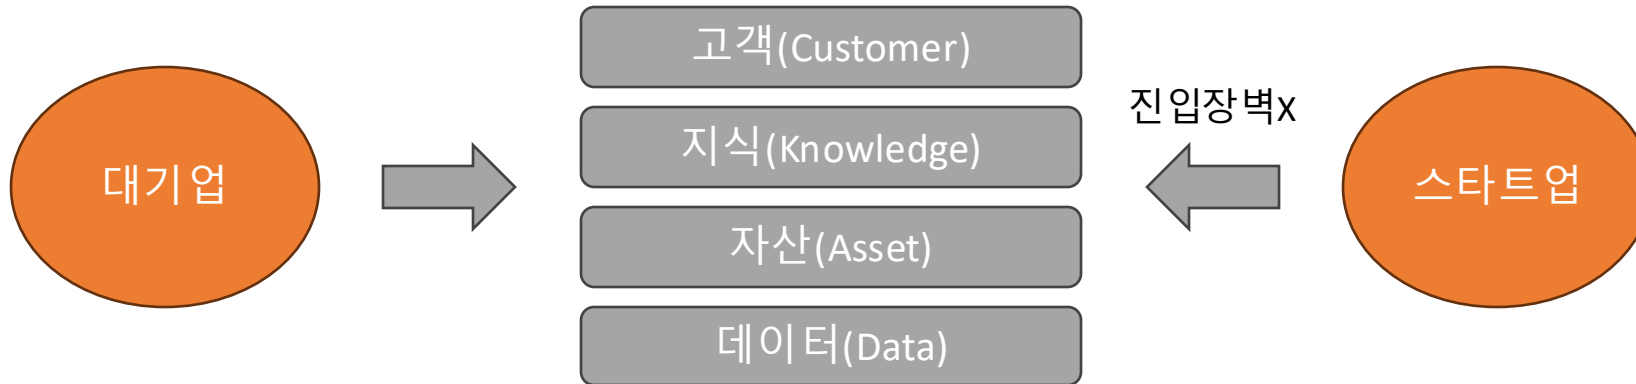 고객(Customer)
진입장벽x
지식(Knowledge)
대기업
스타트업
자산(Asset)
데이터(Data)